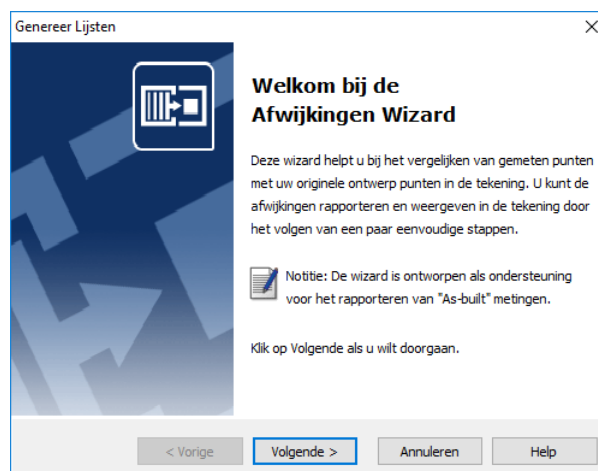 Genereer Lijsten
Welkom bij de
Afwijkingen Wizard
Deze wizard helpt u bij het vergelijken van gemeten punten
met uw originele ontwerp punten in de tekening. U kunt de
afwijkingen rapporteren en weergeven in de tekening door
het volgen van een paar eenvoudige stappen.
Notitie: De wizard is ontworpen als ondersteuning
voor het rapporteren van "As-built" metingen.
Klik op Volgende als u wilt doorgaan.
< Vorige Volgende > Annuleren Help